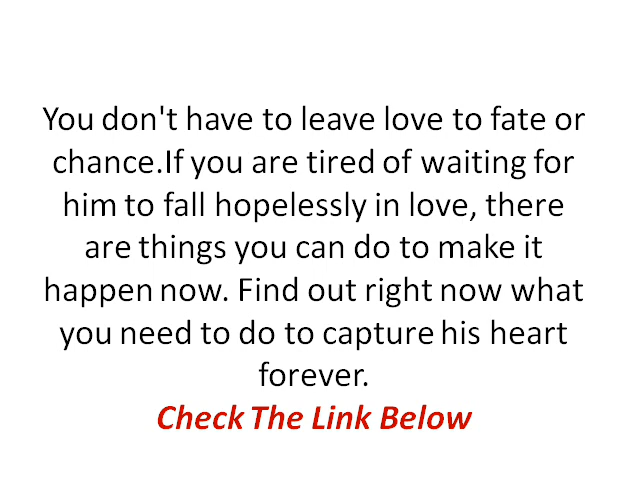 You don't have to leave love to fate or
chance.If you are tired of waiting for
him to fall hopelessly in love, there
are things you can do to make it
happen now. Find out right now what
you need to do to capture his heart
forever.
Check The Link Below